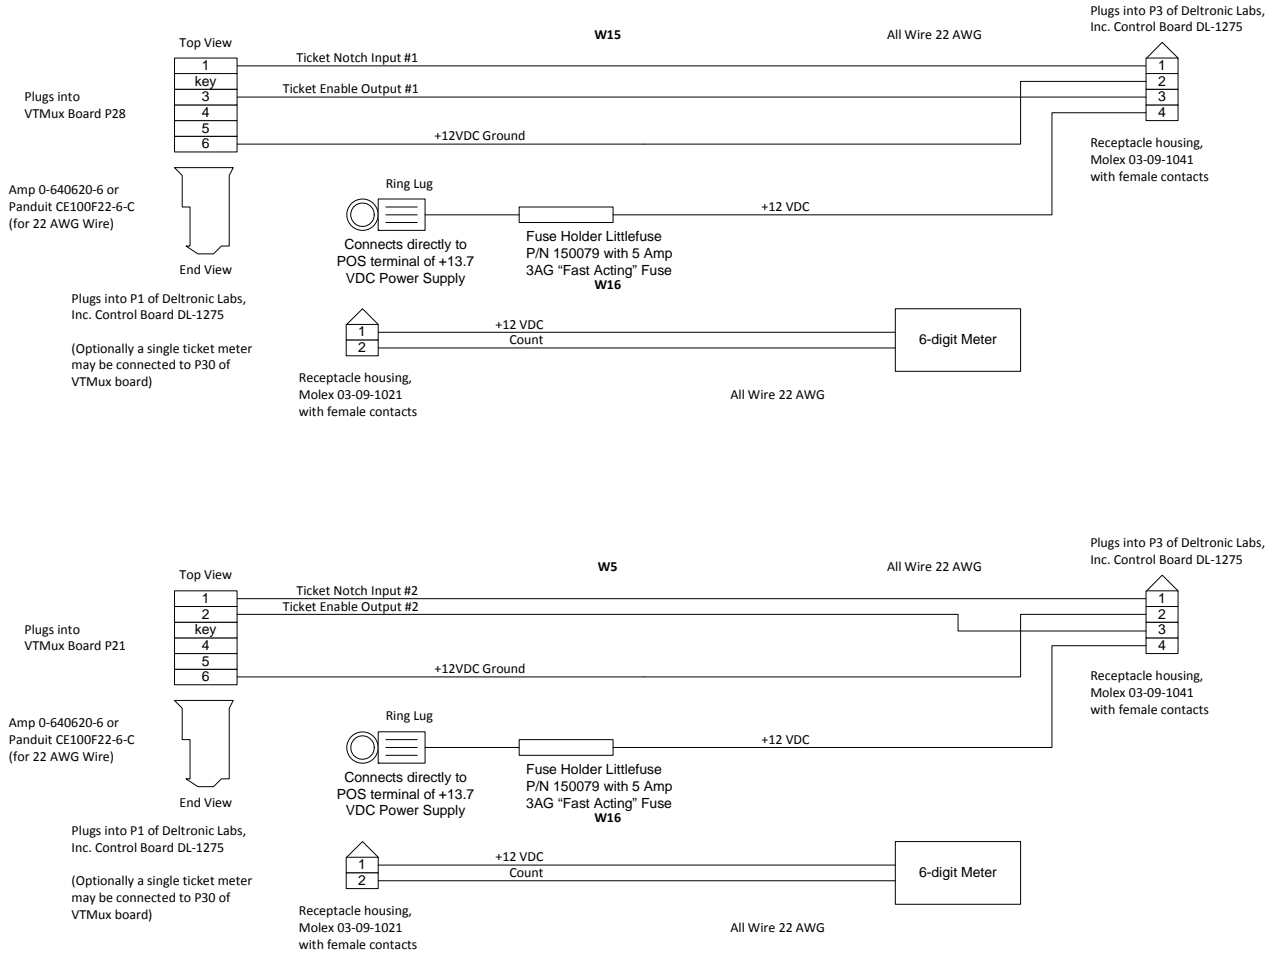 Plugs into P3 of Deltronic Labs,
Inc. Control Board DL-1275
W15
All Wire 22 AWG
Top View
Ticket Notch Input #1
1
key
3
4
5
6
Ticket Enable Output #1
Plugs into
VTMux Board P28
+12VDC Ground
1
2
3
4
Receptacle housing,
Molex 03-09-1041
with female contacts
Amp 0-640620-6 or
Panduit CE100F22-6-C
(for 22 AWG Wire)
End View
Ring Lug
+12 VDC
Connects directly to
POS terminal of +13.7
VDC Power Supply
Fuse Holder Littlefuse
P/N 150079 with 5 Amp
3AG “Fast Acting” Fuse
W16
Plugs into P1 of Deltronic Labs,
Inc. Control Board DL-1275
(Optionally a single ticket meter
may be connected to P30 of
VTMux board)
1
2
+12 VDC
Count
6-digit Meter
Receptacle housing,
Molex 03-09-1021
with female contacts
All Wire 22 AWG
Plugs into P3 of Deltronic Labs,
Inc. Control Board DL-1275
W5
All Wire 22 AWG
Top View
Ticket Notch Input #2
Ticket Enable Output #2
1
2
key
4
5
6
Plugs into
VTMux Board P21
+12VDC Ground
1
2
3
4
Receptacle housing,
Molex 03-09-1041
with female contacts
Amp 0-640620-6 or
Panduit CE100F22-6-C
(for 22 AWG Wire)
End View
Ring Lug
+12 VDC
Connects directly to
POS terminal of +13.7
VDC Power Supply
Fuse Holder Littlefuse
P/N 150079 with 5 Amp
3AG “Fast Acting” Fuse
W16
Plugs into P1 of Deltronic Labs,
Inc. Control Board DL-1275
(Optionally a single ticket meter
may be connected to P30 of
VTMux board)
1
2
+12 VDC
Count
6-digit Meter
Receptacle housing,
Molex 03-09-1021
with female contacts
All Wire 22 AWG